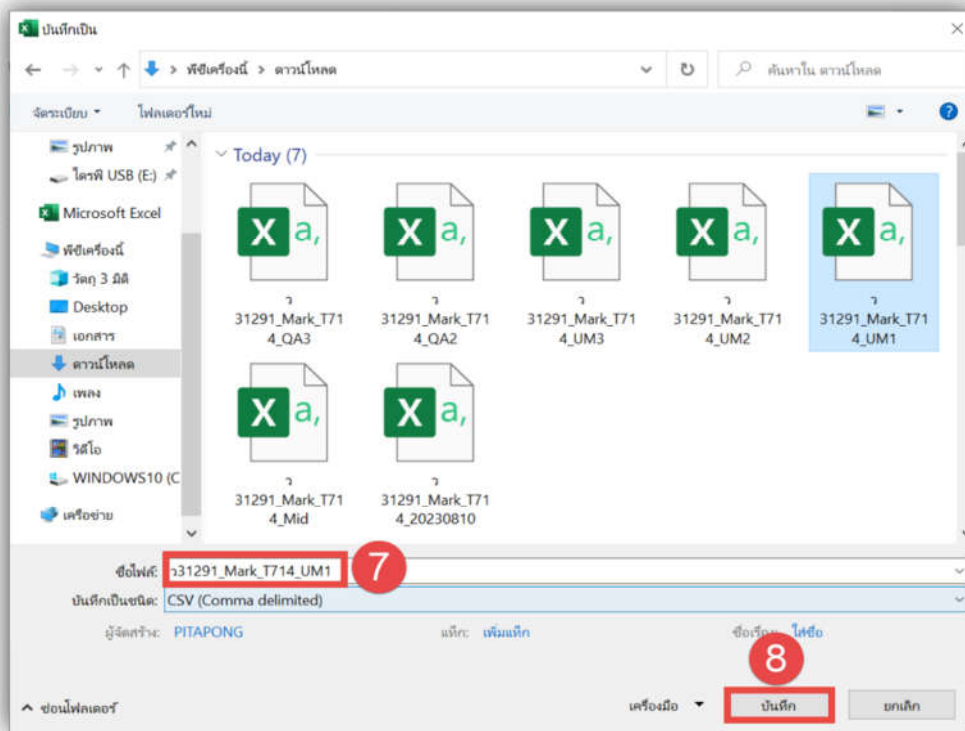 บันทึกเป็น
พีซีเครื่องนี้ > ดาวน์โหลด
ค้นหาใน ดาวน์โหลด
จัดระเบียบ
โฟลเดอร์ใหม่
รูปภาพ
ไดรฟ์ USB (E:)
Microsoft Excel
พีซีเครื่องนี้
วัตถุ 3 มิติ
Desktop
เอกสาร
ดาวน์โหลด
เพลง
รูปภาพ
วิดีโอ
WINDOWS10 (C
เครือข่าย
Today (7)
ว
31291_Mark_T71
4_QA3
ว
31291_Mark_T71
4_QA2
ว
31291_Mark_T71
4_UM3
ว
31291_Mark_T71
4_UM2
ว
31291_Mark_T71
4_UM1
ว
31291_Mark_T71
4_Mid
ว
31291_Mark_T71
4_20230810
ชื่อไฟล์: ว31291_Mark_T714_UM1
7
บันทึกเป็นชนิด: CSV (Comma delimited)
ผู้จัดสร้าง: PITAPONG
แท็ก: เพิ่มแท็ก
ใส่ชื่อ
8
ซ่อนโฟลเดอร์
เครื่องมือ
บันทึก
ยกเลิก